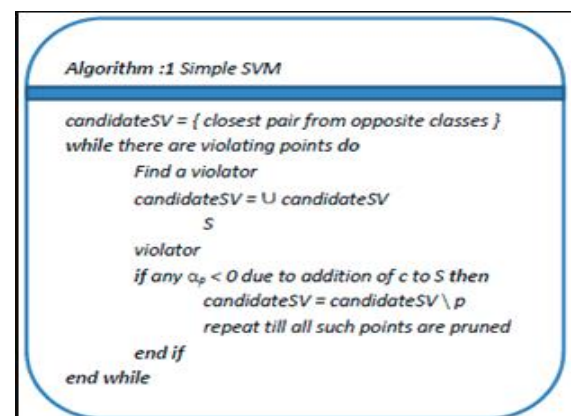 Algorithm :1 Simple SVM
candidateSV = { closest pair from opposite classes }
while there are violating points do
Find a violator
candidateSV = ∪ candidateSV
S
violator
if any αₚ < 0 due to addition of c to S then
candidateSV = candidateSV \ p
repeat till all such points are pruned
end if
end while